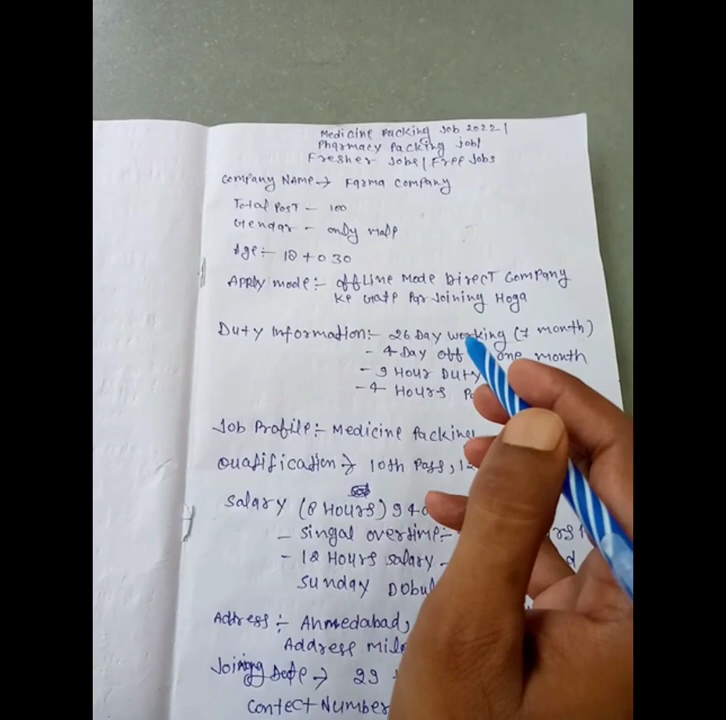 Medicine Packing Job 2022 |
Pharmacy Packing job |
Fresher Jobs | Free Jobs
Company Name → Farma Company
Total Post - 100
Gendar - only male
Age :- 18 to 30
Apply mode :- offline Mode Direct Company
ke Gate Par Joining Hoga
Duty Information :- 26 Day working (1 month)
- 4 Day off one month
- 9 Hour Duty
- 4 Hours
Job Profile :- Medicine Packing
Qualification → 10th Pass,
Salary (8 Hours)
- Singal overtime :-
- 12 Hours Salary -
Sunday Dobul
Address :- Ahmedabad,
Address
Joining Date → 29
Contect Number